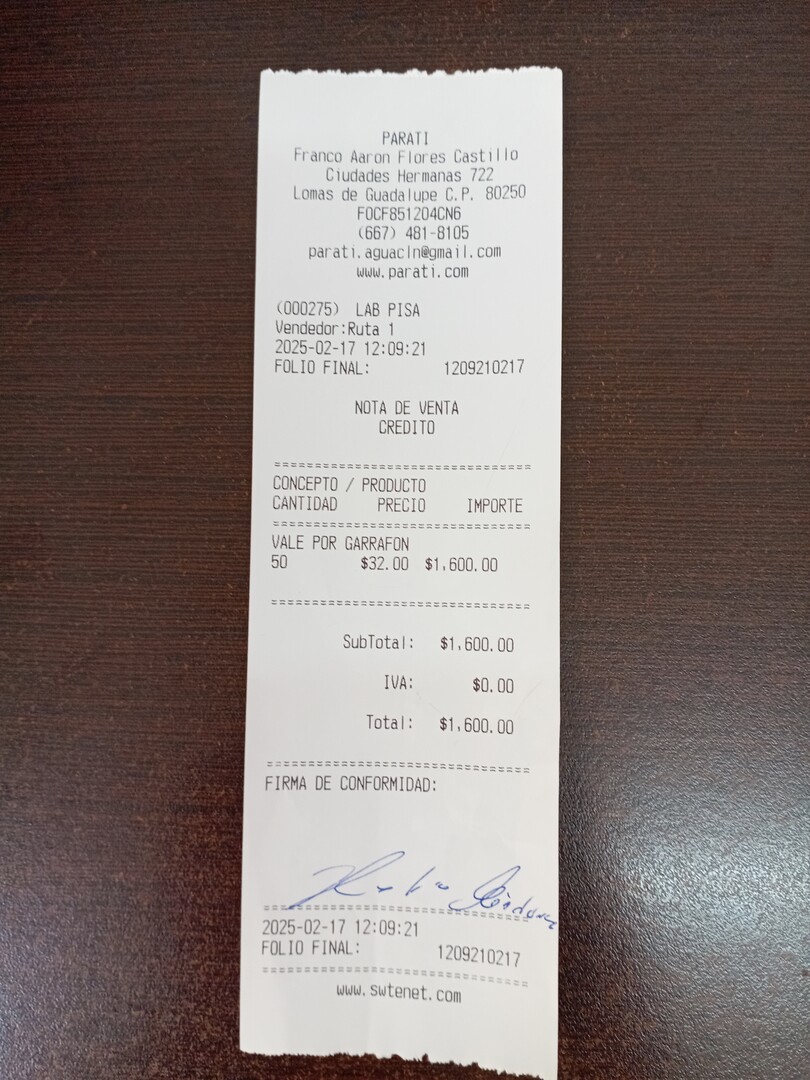 PARATI
Franco Aaron Flores Castillo
Ciudades Hermanas 722
Lomas de Guadalupe C.P. 80250
FOCF851204CN6
(667) 481-8105
parati.aguacln@gmail.com
www.parati.com
(000275) LAB PISA
Vendedor:Ruta 1
2025-02-17 12:09:21
FOLIO FINAL: 1209210217
NOTA DE VENTA
CREDITO
================================
CONCEPTO / PRODUCTO
CANTIDAD PRECIO IMPORTE
================================
VALE POR GARRAFON
50 $32.00 $1,600.00
================================
SubTotal: $1,600.00
IVA: $0.00
Total: $1,600.00
================================
FIRMA DE CONFORMIDAD:
================================
2025-02-17 12:09:21
FOLIO FINAL: 1209210217
================================
www.swtenet.com